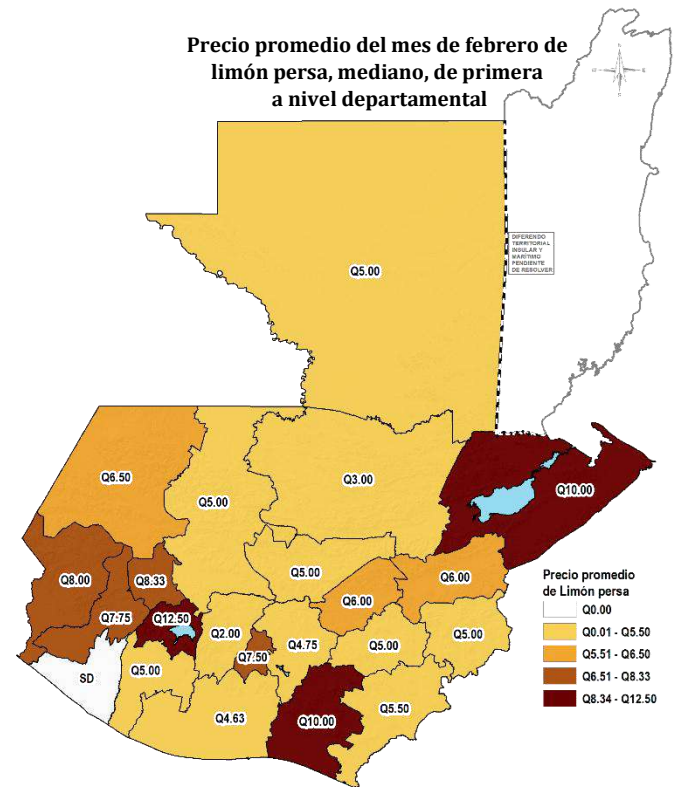 Precio promedio del mes de febrero de
limón persa, mediano, de primera
a nivel departamental
DIFERENDO
TERRITORIAL
INSULAR Y
MARÍTIMO
PENDIENTE
DE RESOLVER
Q5.00
Q6.50
Q5.00
Q3.00
Q10.00
Q8.00
Q8.33
Q5.00
Q6.00
Q6.00
Q7.75
Q12.50
Q2.00
Q7.50
Q4.75
Q5.00
Q5.00
SD
Q5.00
Q4.63
Q10.00
Q5.50
Precio promedio
de Limón persa
Q0.00
Q0.01 - Q5.50
Q5.51 - Q6.50
Q6.51 - Q8.33
Q8.34 - Q12.50